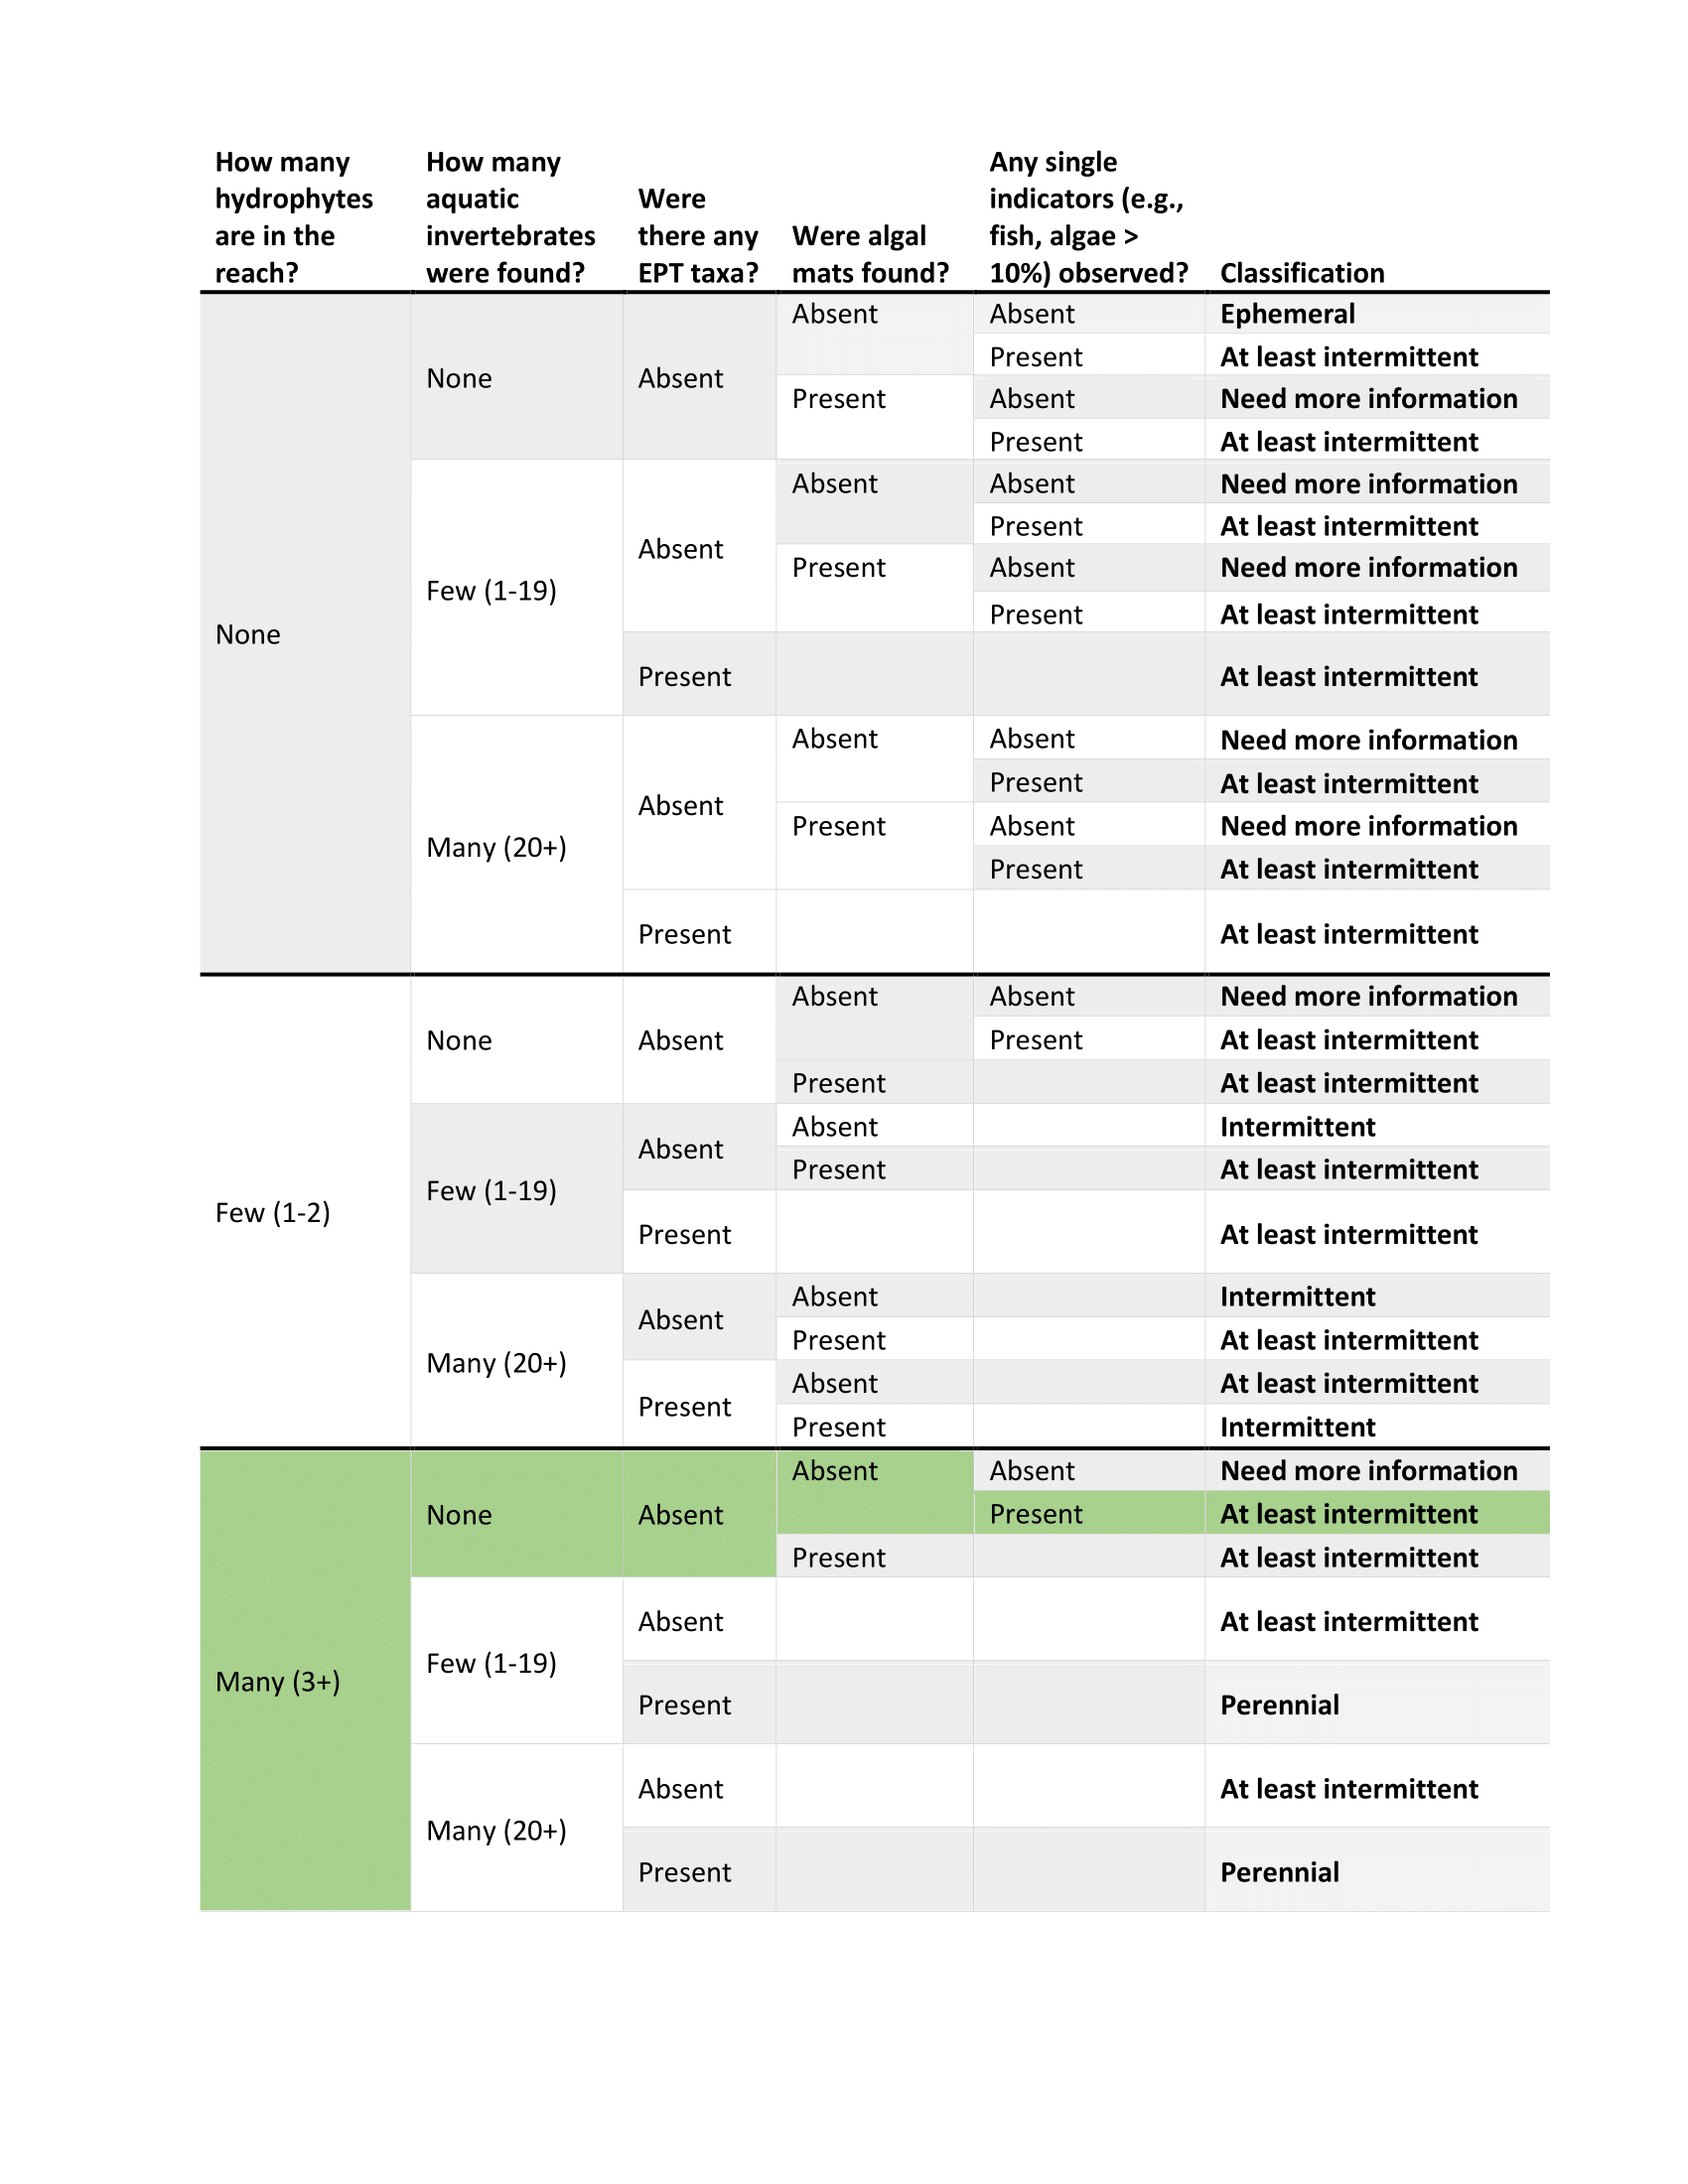 How many
hydrophytes
are in the
reach?
How many
aquatic
invertebrates
were found?
Were
there any
EPT taxa?
Were algal
mats found?
Any single
indicators (e.g.,
fish, algae >
10%) observed?
Classification
None
None
Absent
Absent
Absent
Ephemeral
Present
At least intermittent
Present
Absent
Need more information
Present
At least intermittent
Few (1-19)
Absent
Absent
Absent
Need more information
Present
At least intermittent
Present
Absent
Need more information
Present
At least intermittent
Present
At least intermittent
Many (20+)
Absent
Absent
Absent
Need more information
Present
At least intermittent
Present
Absent
Need more information
Present
At least intermittent
Present
At least intermittent
Few (1-2)
None
Absent
Absent
Absent
Need more information
Present
At least intermittent
Present
At least intermittent
Few (1-19)
Absent
Absent
Intermittent
Present
At least intermittent
Present
At least intermittent
Many (20+)
Absent
Absent
Intermittent
Present
At least intermittent
Present
Absent
At least intermittent
Present
Intermittent
Many (3+)
None
Absent
Absent
Absent
Need more information
Present
At least intermittent
Present
At least intermittent
Few (1-19)
Absent
At least intermittent
Present
Perennial
Many (20+)
Absent
At least intermittent
Present
Perennial